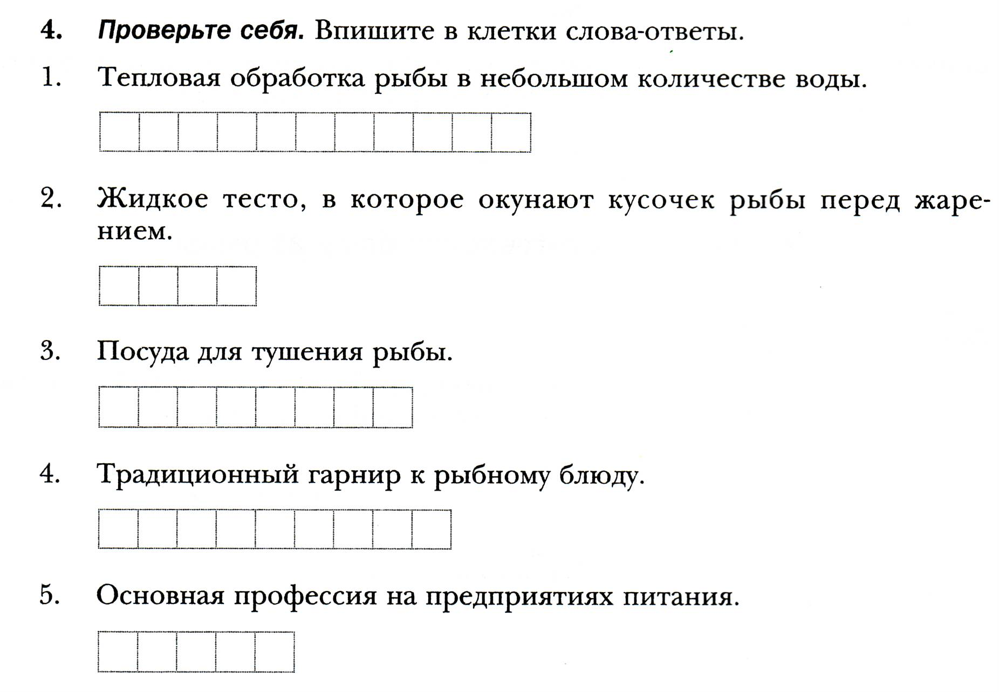 4. Проверьте себя. Впишите в клетки слова-ответы.
1. Тепловая обработка рыбы в небольшом количестве воды.
2. Жидкое тесто, в которое окунают кусочек рыбы перед жаре-
нием.
3. Посуда для тушения рыбы.
4. Традиционный гарнир к рыбному блюду.
5. Основная профессия на предприятиях питания.